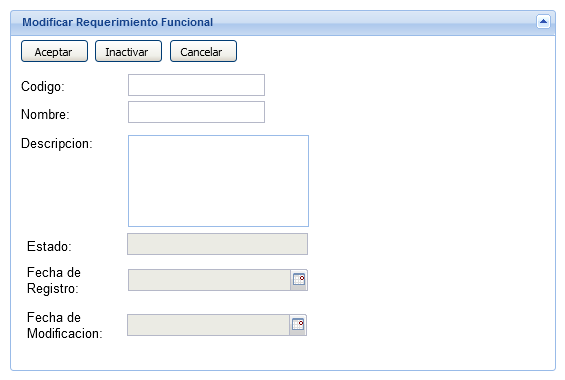 Modificar Requerimiento Funcional
Aceptar Inactivar Cancelar
Codigo:
Nombre:
Descripcion:
Estado:
Fecha de
Registro:
Fecha de
Modificacion: